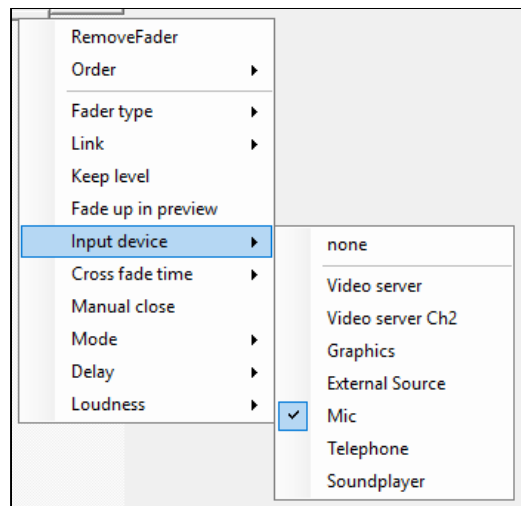 RemoveFader
Order
Fader type
Link
Keep level
Fade up in preview
Input device
Cross fade time
Manual close
Mode
Delay
Loudness
none
Video server
Video server Ch2
Graphics
External Source
Mic
Telephone
Soundplayer